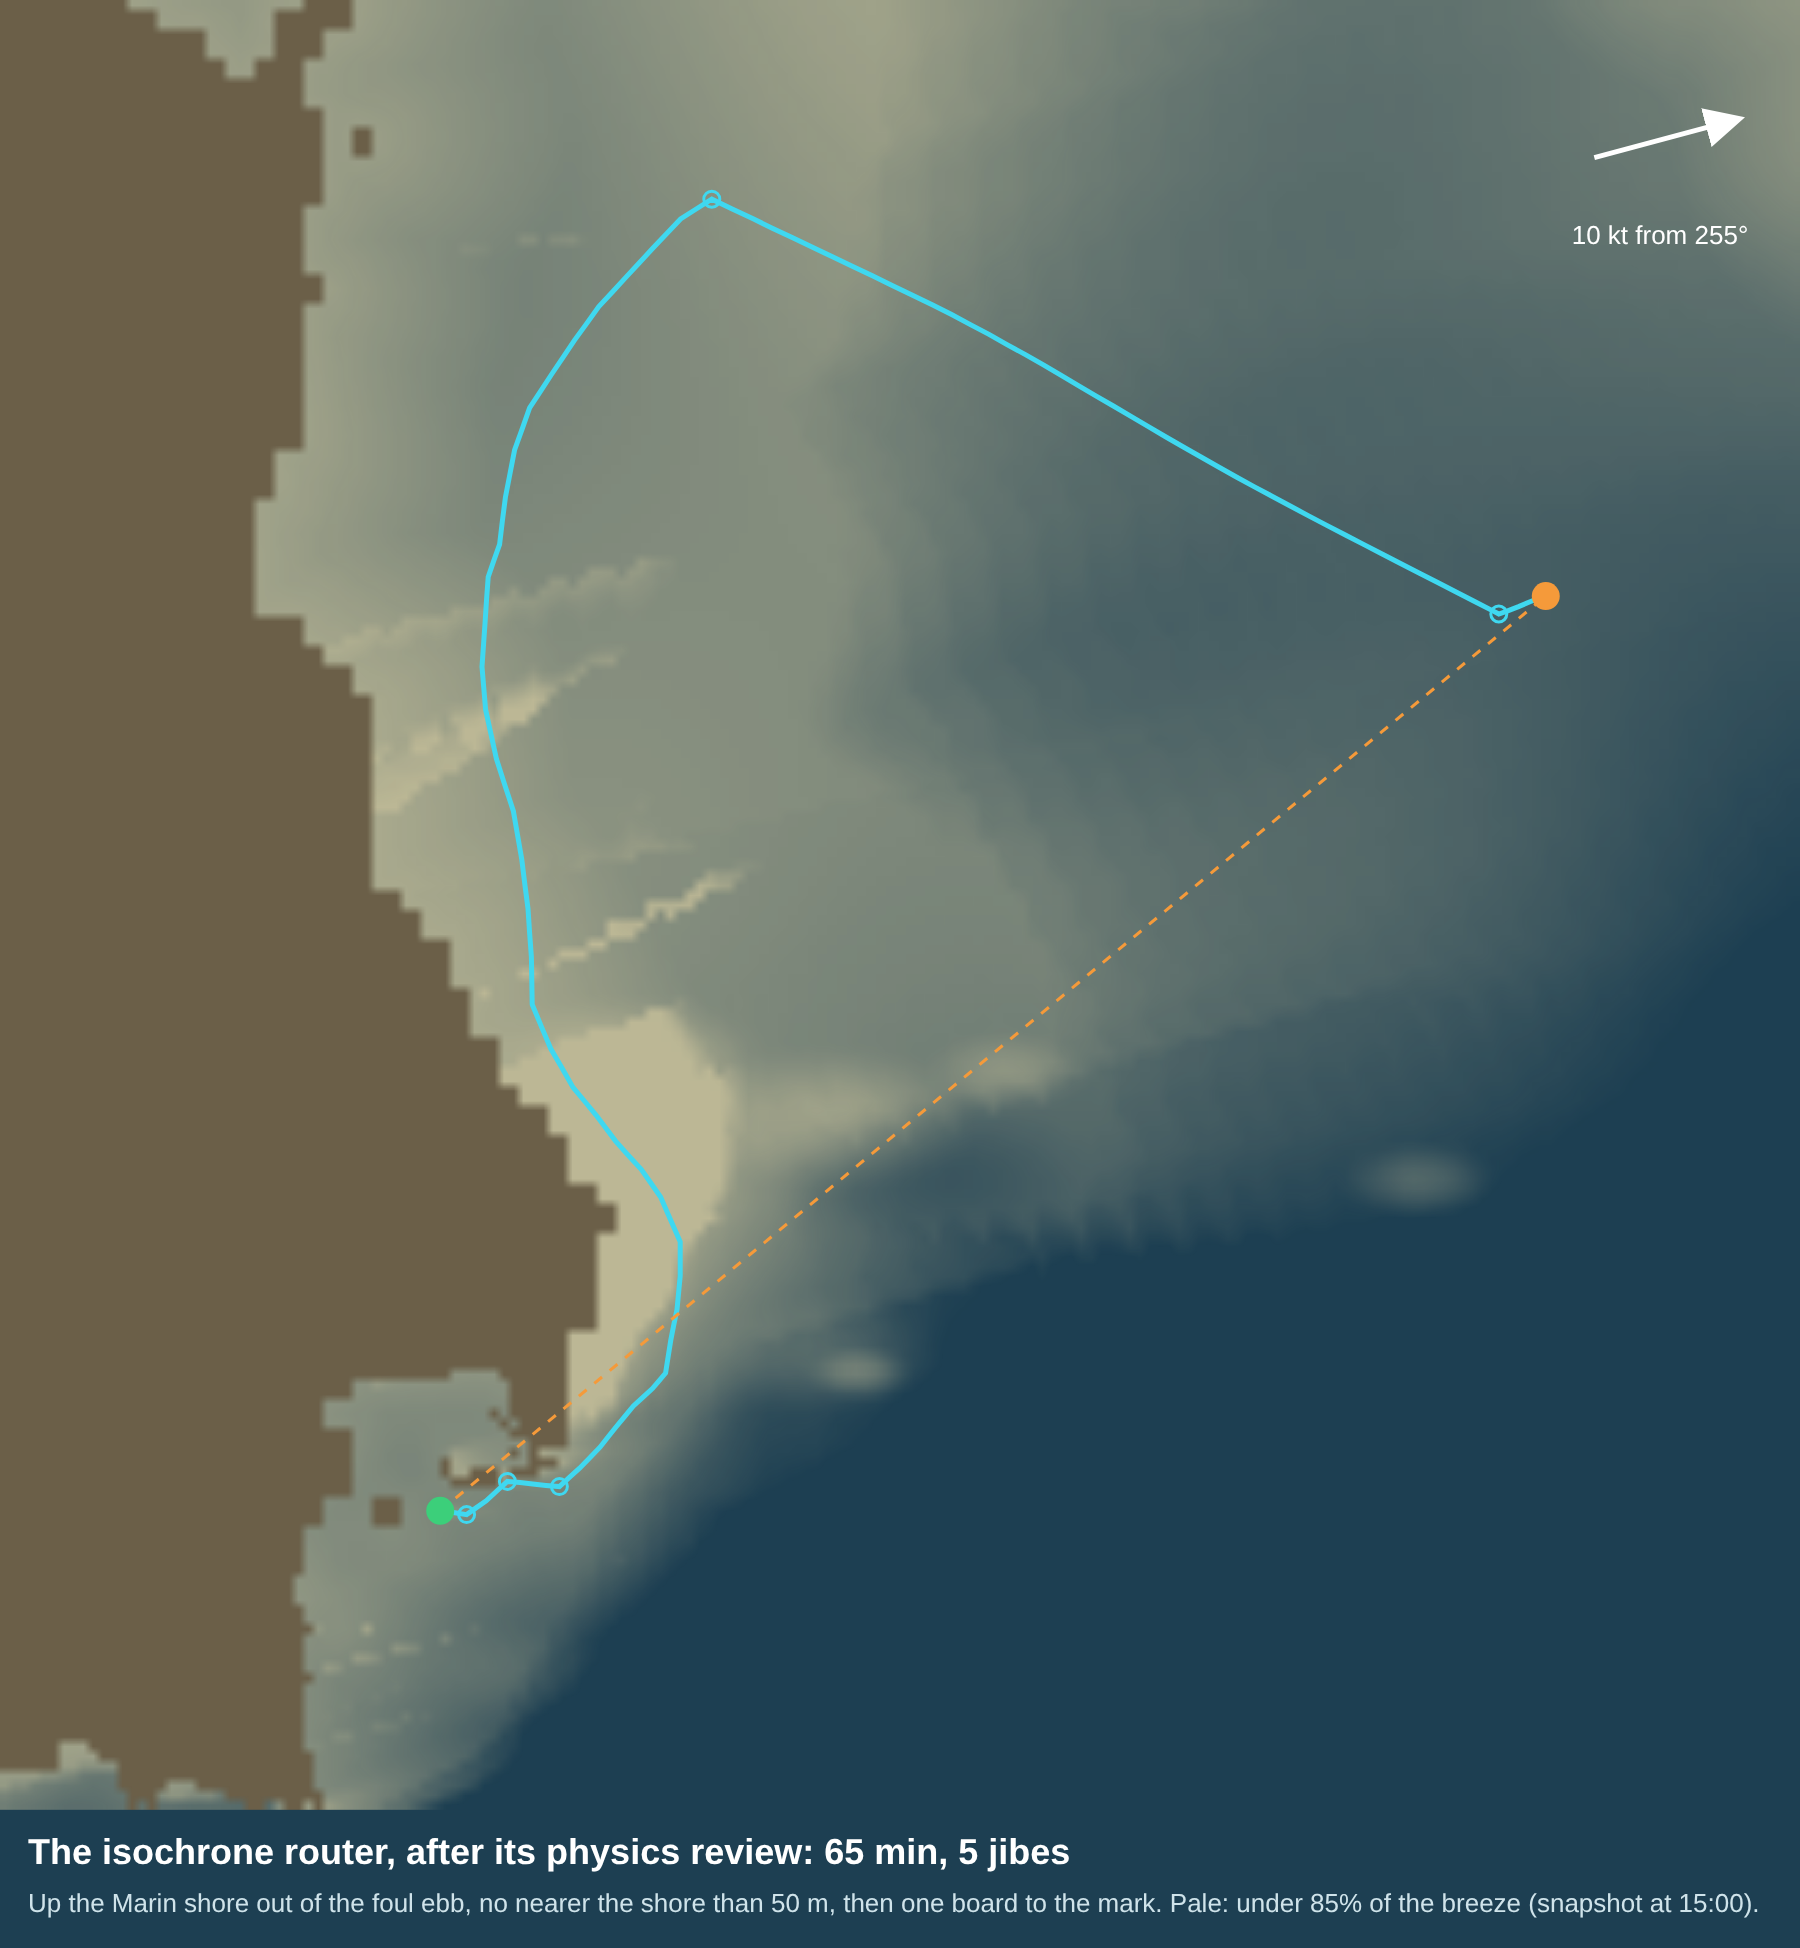 10 kt from 255°
The isochrone router, after its physics review: 65 min, 5 jibes
Up the Marin shore out of the foul ebb, no nearer the shore than 50 m, then one board to the mark. Pale: under 85% of the breeze (snapshot at 15:00).